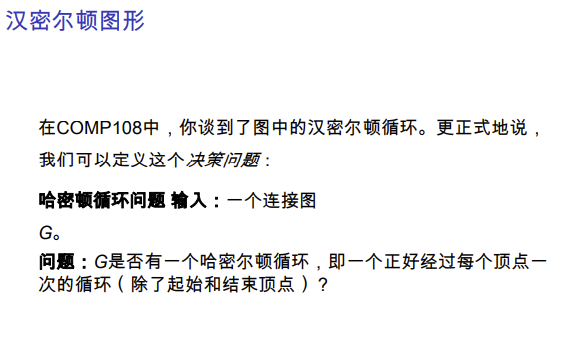 汉密尔顿图形
在COMP108中，你谈到了图中的汉密尔顿循环。更正式地说，
我们可以定义这个决策问题：
哈密顿循环问题 输入：一个连接图
G。
问题：G是否有一个哈密尔顿循环，即一个正好经过每个顶点一
次的循环（除了起始和结束顶点）？